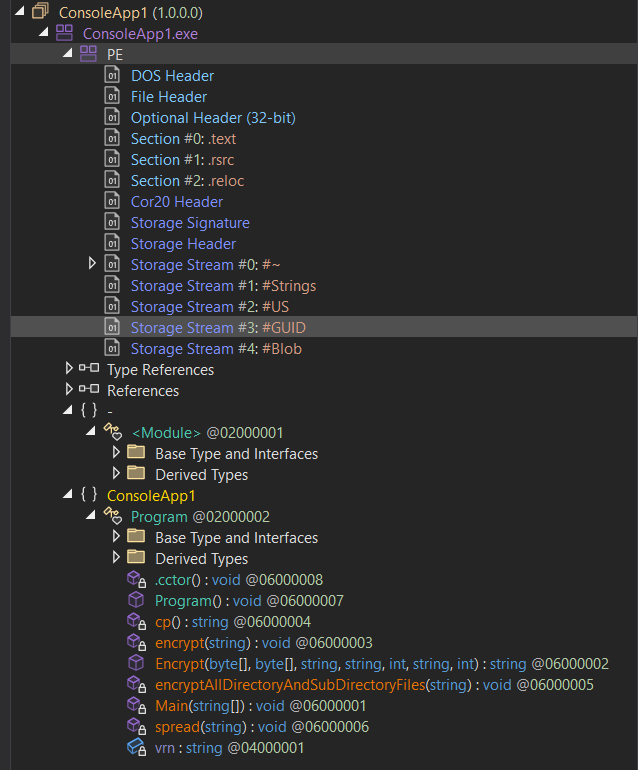 ConsoleApp1 (1.0.0.0)
ConsoleApp1.exe
PE
DOS Header
File Header
Optional Header (32-bit)
Section #0: .text
Section #1: .rsrc
Section #2: .reloc
Cor20 Header
Storage Signature
Storage Header
Storage Stream #0: #~
Storage Stream #1: #Strings
Storage Stream #2: #US
Storage Stream #3: #GUID
Storage Stream #4: #Blob
Type References
References
{ } -
<Module> @02000001
Base Type and Interfaces
Derived Types
{ } ConsoleApp1
Program @02000002
Base Type and Interfaces
Derived Types
.cctor() : void @06000008
Program() : void @06000007
cp() : string @06000004
encrypt(string) : void @06000003
Encrypt(byte[], byte[], string, string, int, string, int) : string @06000002
encryptAllDirectoryAndSubDirectoryFiles(string) : void @06000005
Main(string[]) : void @06000001
spread(string) : void @06000006
vrn : string @04000001